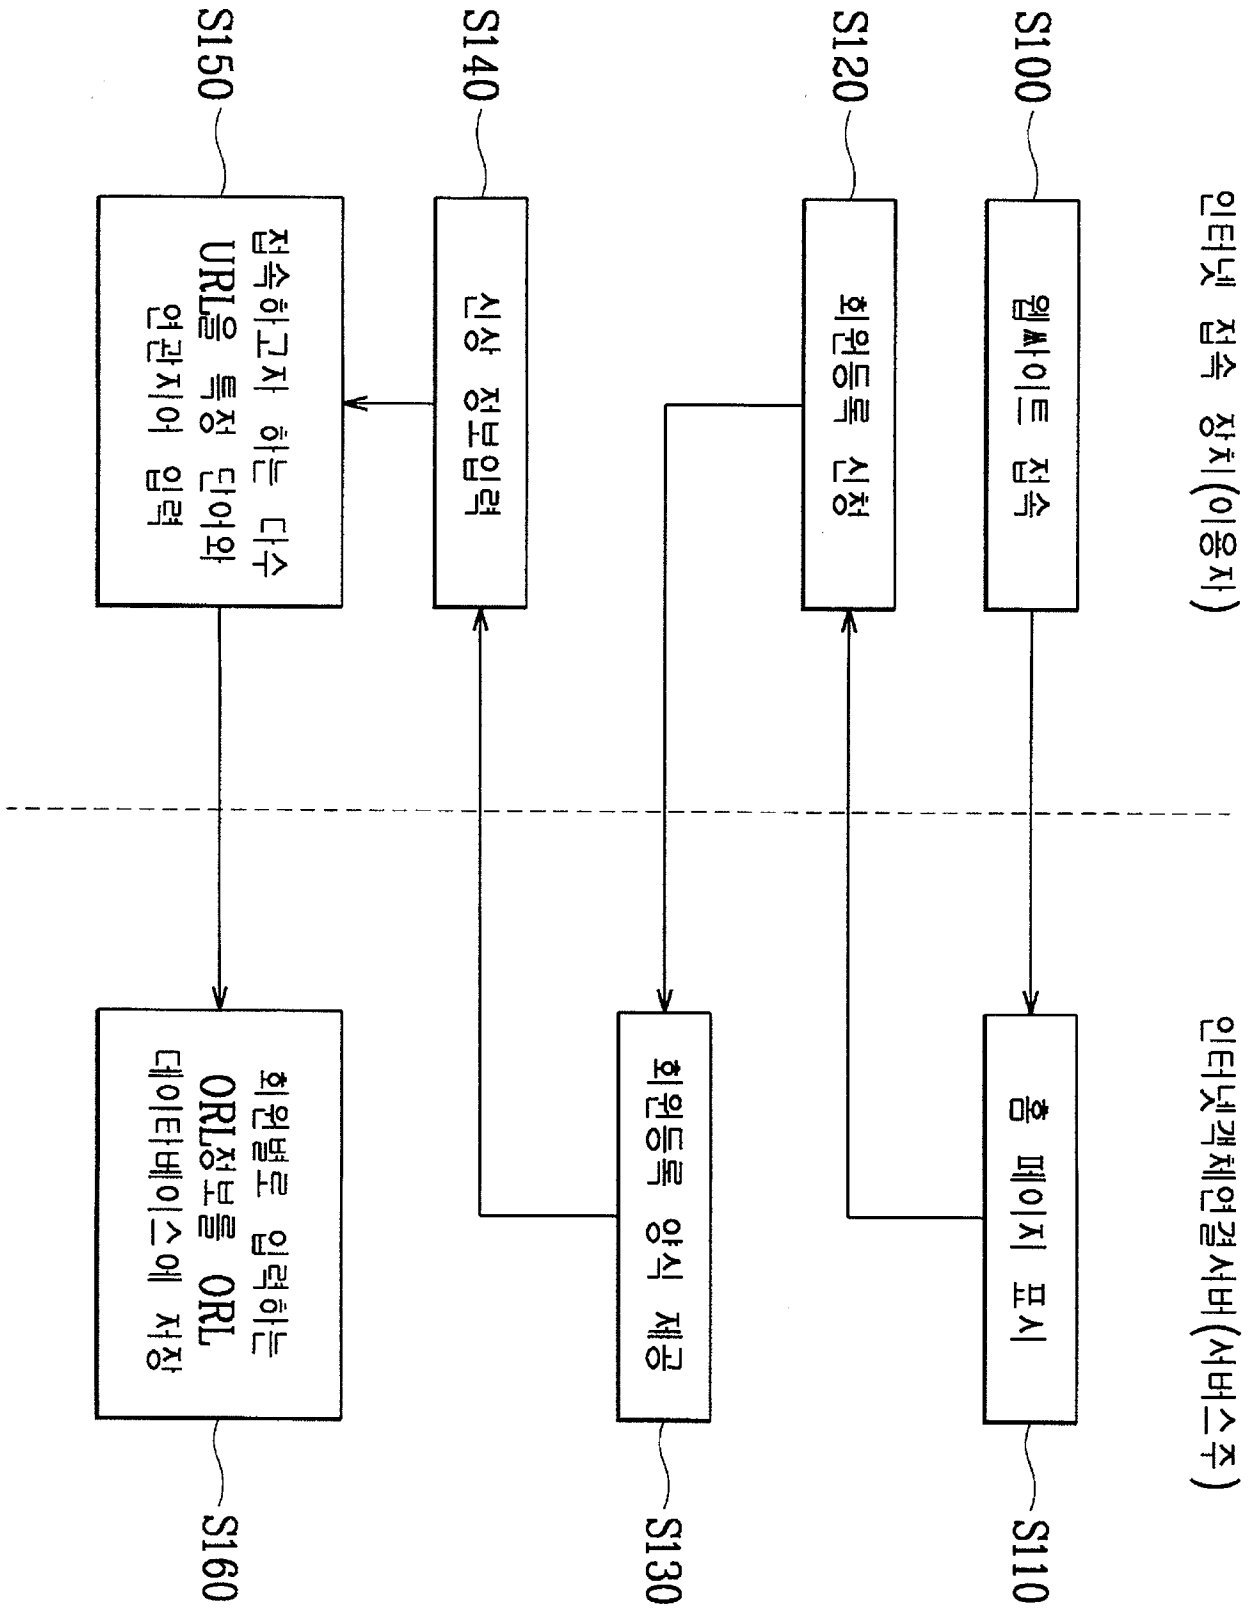 인터넷 접속 장치(이용자)
인터넷객체연결서버(서버스주)
S100
웹싸이트 접속
홈 페이지 표시
S110
S120
회원등록 신청
회원등록 양식 제공
S130
S140
신상 정보입력
S150
접속하고자 하는 다수
URL을 특정 단어와
연관지어 입력
회원별로 입력하는
ORL정보를 ORL
데이타베이스에 저장
S160